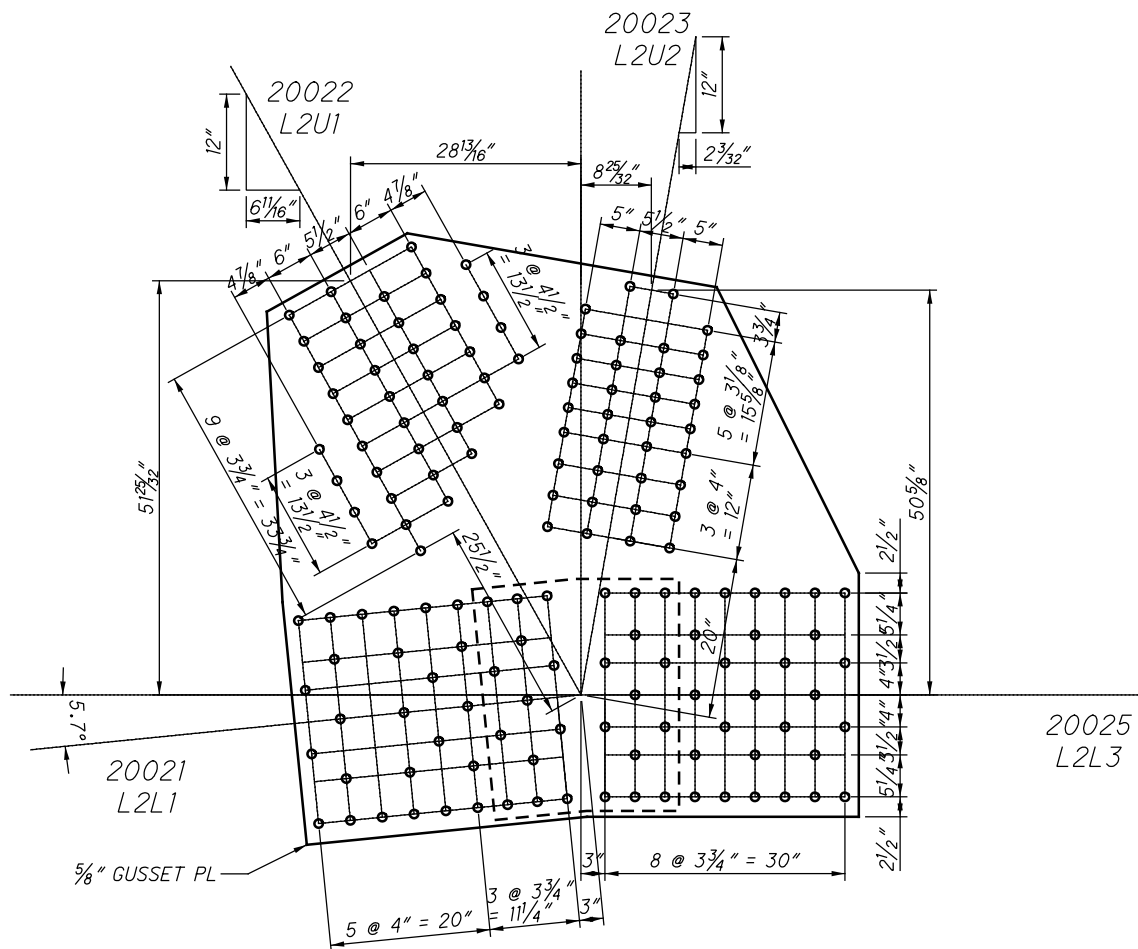 20023
L2U2
20022
L2U1
12"
2 3/32"
12"
6 11/16"
28 13/16"
8 25/32"
4 7/8"
6"
5 1/2"
6"
4 7/8"
3 @ 4 1/2"
= 13 1/2"
5"
5 1/2"
5"
3 3/4"
5 @ 3 1/8"
= 15 5/8"
3 @ 4"
= 12"
20"
50 5/8"
51 25/32"
9 @ 3 3/4" = 33 3/4"
3 @ 4 1/2"
= 13 1/2"
25 1/2"
2 1/2"
5 1/4"
3 1/2"
4"
4"
3 1/2"
5 1/4"
2 1/2"
5.7°
20021
L2L1
20025
L2L3
5/8" GUSSET PL
3"
8 @ 3 3/4" = 30"
5 @ 4" = 20"
3 @ 3 3/4"
= 11 1/4"
3"